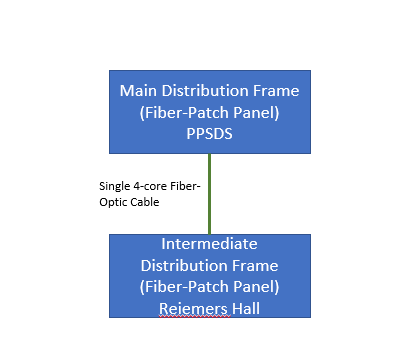 Main Distribution Frame
(Fiber-Patch Panel)
PPSDS
Single 4-core Fiber-
Optic Cable
Intermediate
Distribution Frame
(Fiber-Patch Panel)
Reiemers Hall